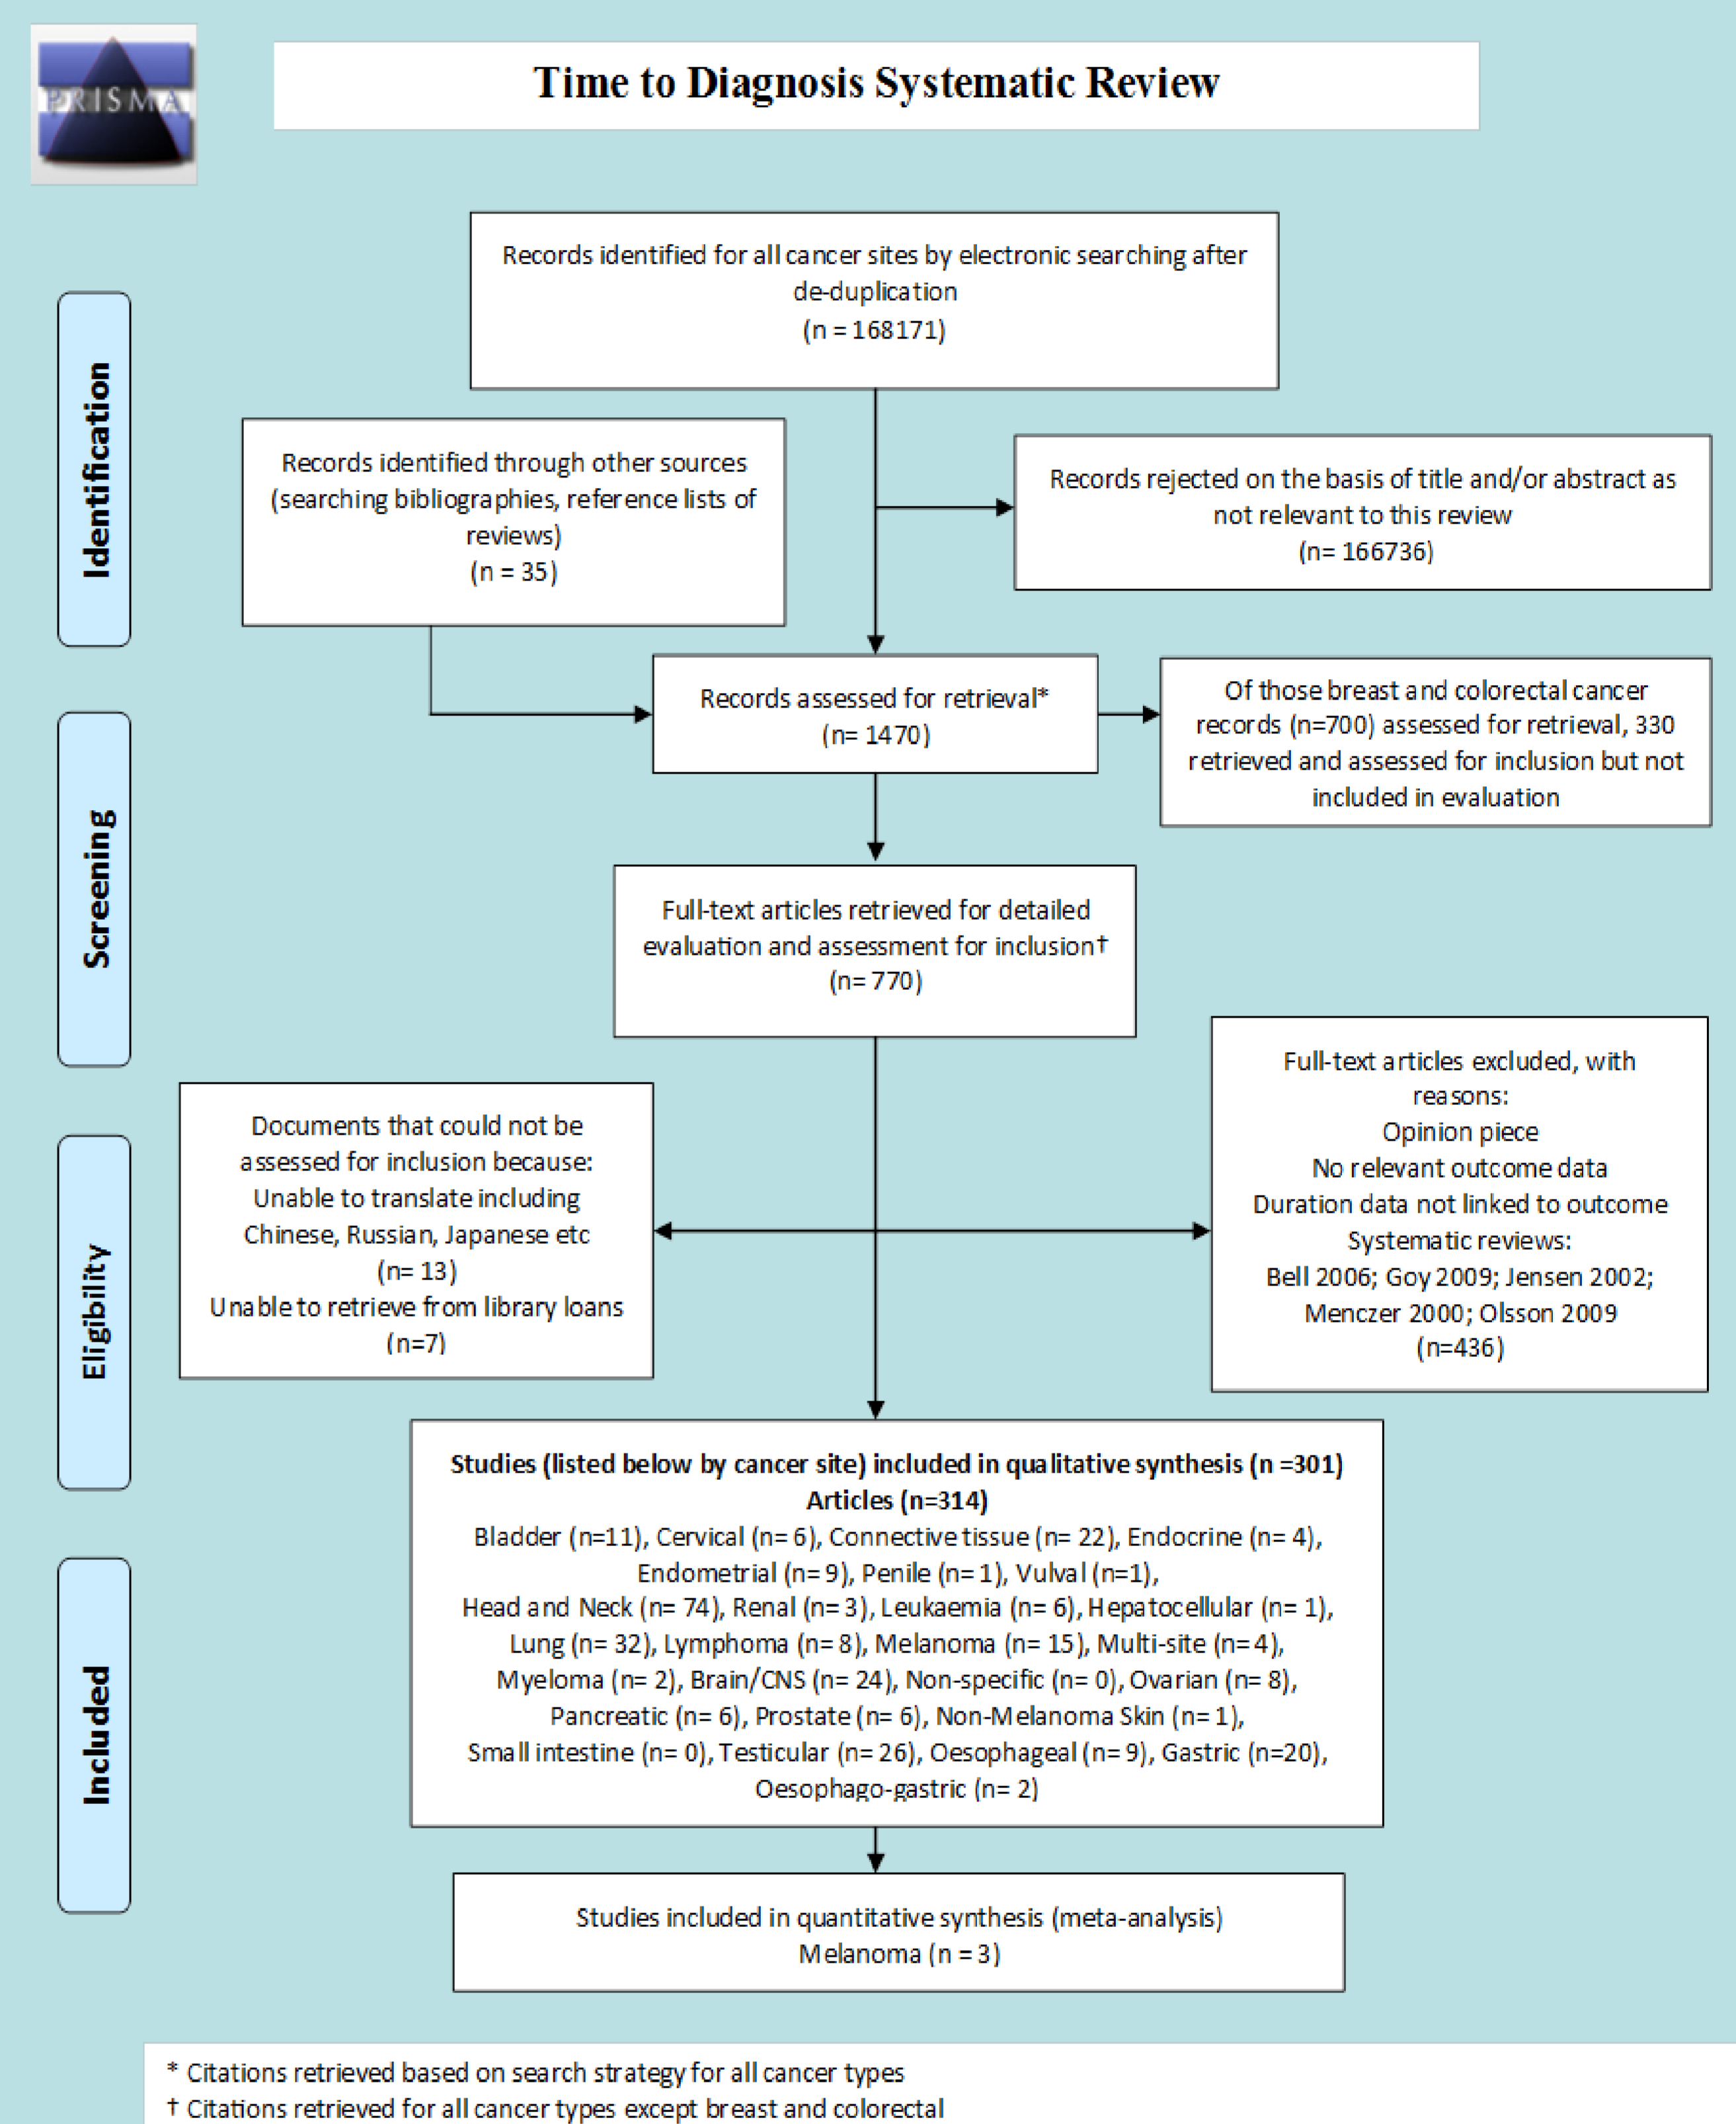 PRISMA
Time to Diagnosis Systematic Review
Records identified for all cancer sites by electronic searching after
de-duplication
(n = 168171)
Identification
Records identified through other sources
(searching bibliographies, reference lists of
reviews)
(n = 35)
Records rejected on the basis of title and/or abstract as
not relevant to this review
(n= 166736)
Records assessed for retrieval*
(n= 1470)
Of those breast and colorectal cancer
records (n=700) assessed for retrieval, 330
retrieved and assessed for inclusion but not
included in evaluation
Screening
Full-text articles retrieved for detailed
evaluation and assessment for inclusion†
(n= 770)
Eligibility
Documents that could not be
assessed for inclusion because:
Unable to translate including
Chinese, Russian, Japanese etc
(n= 13)
Unable to retrieve from library loans
(n=7)
Full-text articles excluded, with
reasons:
Opinion piece
No relevant outcome data
Duration data not linked to outcome
Systematic reviews:
Bell 2006; Goy 2009; Jensen 2002;
Menczer 2000; Olsson 2009
(n=436)
Included
Studies (listed below by cancer site) included in qualitative synthesis (n =301)
Articles (n=314)
Bladder (n=11), Cervical (n= 6), Connective tissue (n= 22), Endocrine (n= 4),
Endometrial (n= 9), Penile (n= 1), Vulval (n=1),
Head and Neck (n= 74), Renal (n= 3), Leukaemia (n= 6), Hepatocellular (n= 1),
Lung (n= 32), Lymphoma (n= 8), Melanoma (n= 15), Multi-site (n= 4),
Myeloma (n= 2), Brain/CNS (n= 24), Non-specific (n= 0), Ovarian (n= 8),
Pancreatic (n= 6), Prostate (n= 6), Non-Melanoma Skin (n= 1),
Small intestine (n= 0), Testicular (n= 26), Oesophageal (n= 9), Gastric (n=20),
Oesophago-gastric (n= 2)
Studies included in quantitative synthesis (meta-analysis)
Melanoma (n = 3)
* Citations retrieved based on search strategy for all cancer types
† Citations retrieved for all cancer types except breast and colorectal